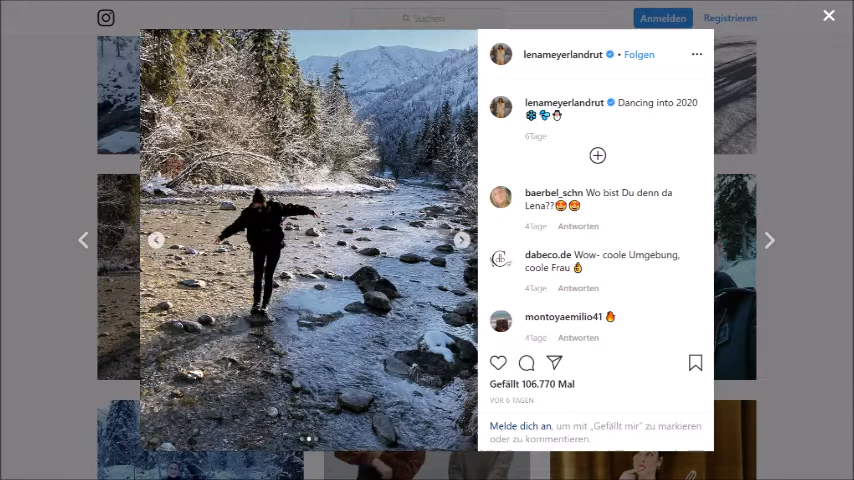 Suchen
Anmelden
Registrieren
lenameyerlandrut • Folgen
lenameyerlandrut Dancing into 2020
6Tage
baerbel_schn Wo bist Du denn da
Lena??
4Tage Antworten
dabeco.de Wow- coole Umgebung,
coole Frau
4Tage Antworten
montoyaemilio41
4Tage Antworten
Gefällt 106.770 Mal
VOR 6 TAGEN
Melde dich an, um mit „Gefällt mir“ zu markieren
oder zu kommentieren.